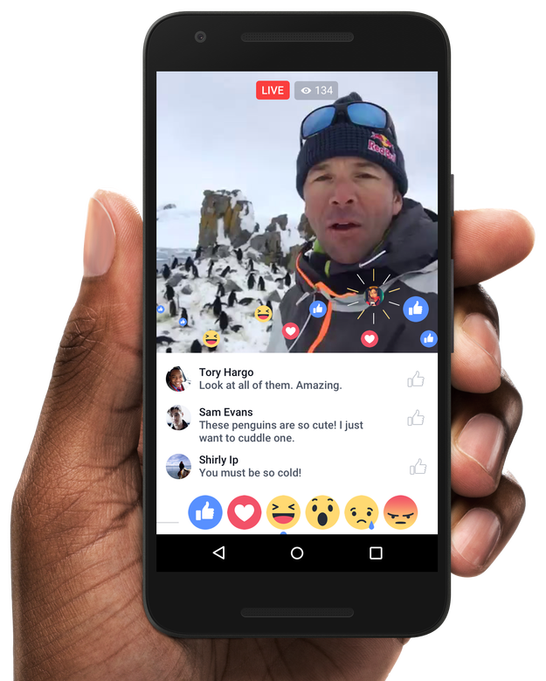 LIVE 134
Red Bull
Tory Hargo
Look at all of them. Amazing.
Sam Evans
These penguins are so cute! I just
want to cuddle one.
Shirly Ip
You must be so cold!